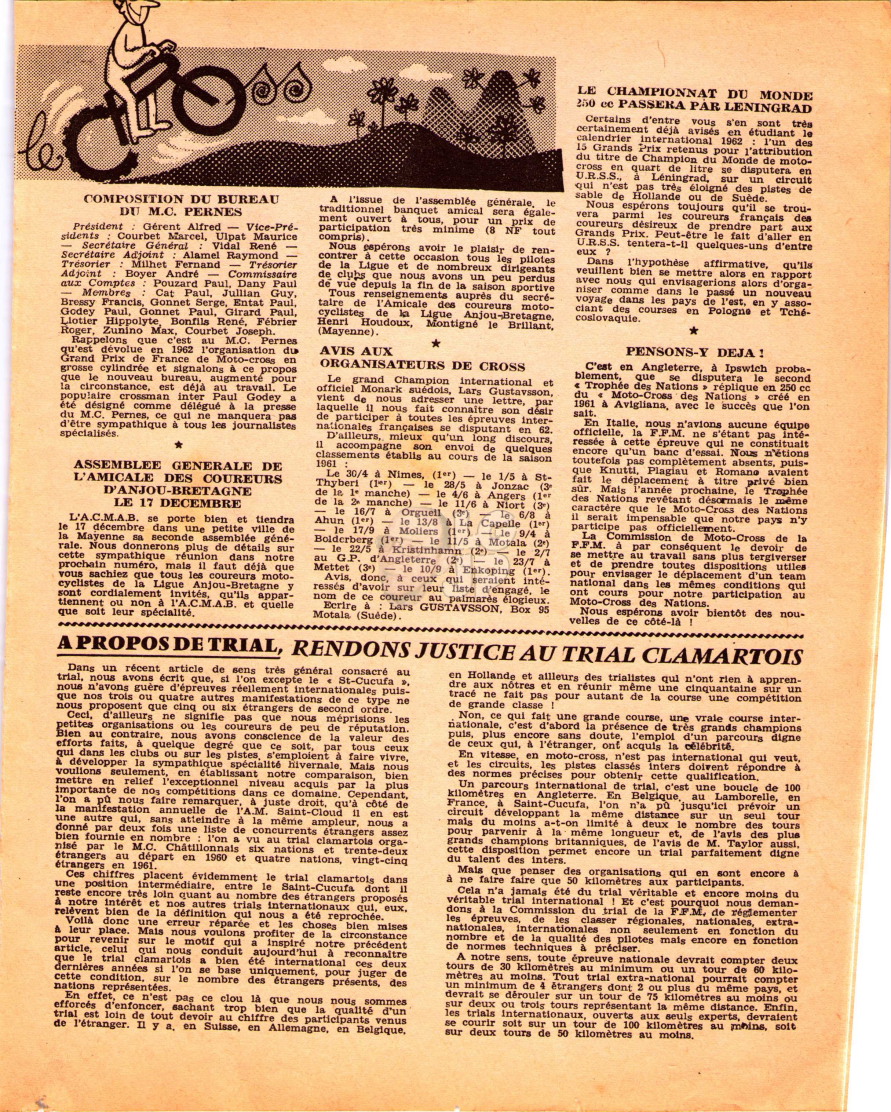 le
COMPOSITION DU BUREAU
DU M.C. PERNES
Président : Gérent Alfred — Vice-Pré-
sidents : Courbet Marcel, Ulpat Maurice
— Secrétaire Général : Vidal René —
Secrétaire Adjoint : Alamel Raymond —
Trésorier : Milhet Fernand — Trésorier
Adjoint : Boyer André — Commissaire
aux Comptes : Pouzard Paul, Dany Paul
— Membres : Cat Paul, Jullian Guy,
Bressy Francis, Gonnet Serge, Entat Paul,
Godey Paul, Gonnet Paul, Girard Paul,
Liotier Hippolyte, Bonfils René, Fébrier
Roger, Zunino Max, Courbet Joseph.
Rappelons que c'est au M.C. Pernes
qu'est dévolue en 1962 l'organisation du
Grand Prix de France de Moto-cross en
grosse cylindrée et signalons à ce propos
que le nouveau bureau, augmenté pour
la circonstance, est déjà au travail. Le
populaire crossman inter Paul Godey a
été désigné comme délégué à la presse
du M.C. Pernes, ce qui ne manquera pas
d'être sympathique à tous les journalistes
spécialisés.
★
ASSEMBLEE GENERALE DE
L'AMICALE DES COUREURS
D'ANJOU-BRETAGNE
LE 17 DECEMBRE
L'A.C.M.A.B. se porte bien et tiendra
le 17 décembre dans une petite ville de
la Mayenne sa seconde assemblée géné-
rale. Nous donnerons plus de détails sur
cette sympathique réunion dans notre
prochain numéro, mais il faut déjà que
vous sachiez que tous les coureurs moto-
cyclistes de la Ligue Anjou-Bretagne y
sont cordialement invités, qu'ils appar-
tiennent ou non à l'A.C.M.A.B. et quelle
que soit leur spécialité.
A l'issue de l'assemblée générale, le
traditionnel banquet amical sera égale-
ment ouvert à tous, pour un prix de
participation très minime (8 NF tout
compris).
Nous espérons avoir le plaisir de ren-
contrer à cette occasion tous les pilotes
de la Ligue et de nombreux dirigeants
de clubs que nous avons un peu perdus
de vue depuis la fin de la saison sportive
Tous renseignements auprès du secré-
taire de l'Amicale des coureurs moto-
cyclistes de la Ligue Anjou-Bretagne,
Henri Houdoux, Montigné le Brillant,
(Mayenne).
★
AVIS AUX
ORGANISATEURS DE CROSS
Le grand Champion international et
officiel Monark suédois, Lars Gustavsson,
vient de nous adresser une lettre, par
laquelle il nous fait connaître son désir
de participer à toutes les épreuves inter-
nationales françaises se disputant en 62.
D'ailleurs, mieux qu'un long discours,
il accompagne son envoi de quelques
classements établis au cours de la saison
1961 :
Le 30/4 à Nimes, (1er) — le 1/5 à St-
Thyberi (1er) — le 28/5 à Jonzac (3e
de la 1e manche) — le 4/6 à Angers (1er
de la 2e manche) — le 11/6 à Niort (3e)
— le 16/7 à Orgueil (3e) — le 6/8 à
Ahun (1er) — le 13/8 à La Capelle (1er)
— le 17/9 à Moliers (1er) — le 9/4 à
Bolderberg (1er) — le 11/5 à Motala (2e)
— le 22/5 à Kristinhamn (2e) — le 2/7
au G.P. d'Angleterre (2e) — le 23/7 à
Mettet (3e) — le 10/9 à Enkoping (1er).
Avis, donc, à ceux qui seraient inté-
ressés d'avoir sur leur liste d'engagé, le
nom de ce coureur au palmarès élogieux.
Ecrire à : Lars GUSTAVSSON, Box 95
Motala (Suède).
LE CHAMPIONNAT DU MONDE
250 cc PASSERA PAR LENINGRAD
Certains d'entre vous s'en sont très
certainement déjà avisés en étudiant le
calendrier international 1962 : l'un des
15 Grands Prix retenus pour l'attribution
du titre de Champion du Monde de moto-
cross en quart de litre se disputera en
U.R.S.S., à Léningrad, sur un circuit
qui n'est pas très éloigné des pistes de
sable de Hollande ou de Suède.
Nous espérons toujours qu'il se trou-
vera parmi les coureurs français des
coureurs désireux de prendre part aux
Grands Prix. Peut-être le fait d'aller en
U.R.S.S. tentera-t-il quelques-uns d'entre
eux ?
Dans l'hypothèse affirmative, qu'ils
veuillent bien se mettre alors en rapport
avec nous qui envisagerions alors d'orga-
niser comme dans le passé un nouveau
voyage dans les pays de l'est, en y asso-
ciant des courses en Pologne et Tché-
coslovaquie.
★
PENSONS-Y DEJA !
C'est en Angleterre, à Ipswich proba-
blement, que se disputera le second
« Trophée des Nations » réplique en 250 cc
du « Moto-Cross des Nations » créé en
1961 à Avigliana, avec le succès que l'on
sait.
En Italie, nous n'avions aucune équipe
officielle, la F.F.M. ne s'étant pas inté-
ressée à cette épreuve qui ne constituait
encore qu'un banc d'essai. Nous n'étions
toutefois pas complètement absents, puis-
que Knutti, Plagiau et Romano avaient
fait le déplacement à titre privé bien
sûr. Mais l'année prochaine, le Trophée
des Nations revêtant désormais le même
caractère que le Moto-Cross des Nations
il serait impensable que notre pays n'y
participe pas officiellement.
La Commission de Moto-Cross de la
F.F.M. a par conséquent le devoir de
se mettre au travail sans plus tergiverser
et de prendre toutes dispositions utiles
pour envisager le déplacement d'un team
national dans les mêmes conditions qui
ont cours pour notre participation au
Moto-Cross des Nations.
Nous espérons avoir bientôt des nou-
velles de ce côté-là !
A PROPOS DE TRIAL, RENDONS JUSTICE AU TRIAL CLAMARTOIS
Dans un récent article de sens très général consacré au
trial, nous avons écrit que, si l'on excepte le « St-Cucufa »,
nous n'avons guère d'épreuves réellement internationales puis-
que nos trois ou quatre autres manifestations de ce type ne
nous proposent que cinq ou six étrangers de second ordre.
Ceci, d'ailleurs ne signifie pas que nous méprisions les
petites organisations ou les coureurs de peu de réputation.
Bien au contraire, nous avons conscience de la valeur des
efforts faits, à quelque degré que ce soit, par tous ceux
qui dans les clubs ou sur les pistes, s'emploient à faire vivre,
à développer la sympathique spécialité hivernale. Mais nous
voulions seulement, en établissant notre comparaison, bien
mettre en relief l'exceptionnel niveau acquis par la plus
importante de nos compétitions dans ce domaine. Cependant,
l'on a pû nous faire remarquer, à juste droit, qu'à côté de
la manifestation annuelle de l'A.M. Saint-Cloud il en est
une autre qui, sans atteindre à la même ampleur, nous a
donné par deux fois une liste de concurrents étrangers assez
bien fournie en nombre : l'on a vu au trial clamartois orga-
nisé par le M.C. Châtillonnais six nations et trente-deux
étrangers au départ en 1960 et quatre nations, vingt-cinq
étrangers en 1961.
Ces chiffres placent évidemment le trial clamartois dans
une position intermédiaire, entre le Saint-Cucufa dont il
reste encore très loin quant au nombre des étrangers proposés
à notre intérêt et nos autres trials internationaux qui, eux,
relèvent bien de la définition qui nous a été reprochée.
Voilà donc une erreur réparée et les choses bien mises
à leur place. Mais nous voulons profiter de la circonstance
pour revenir sur le motif qui a inspiré notre précédent
article, celui qui nous conduit aujourd'hui à reconnaître
que le trial clamartois a bien été international ces deux
dernières années si l'on se base uniquement, pour juger de
cette condition, sur le nombre des étrangers présents, des
nations représentées.
En effet, ce n'est pas ce clou là que nous nous sommes
efforcés d'enfoncer, sachant trop bien que la qualité d'un
trial est loin de tout devoir au chiffre des participants venus
de l'étranger. Il y a, en Suisse, en Allemagne, en Belgique,
en Hollande et ailleurs des trialistes qui n'ont rien à appren-
dre aux nôtres et en réunir même une cinquantaine sur un
tracé ne fait pas pour autant de la course une compétition
de grande classe !
Non, ce qui fait une grande course, une vraie course inter-
nationale, c'est d'abord la présence de très grands champions
puis, plus encore sans doute, l'emploi d'un parcours digne
de ceux qui, à l'étranger, ont acquis la célébrité.
En vitesse, en moto-cross, n'est pas international qui veut,
et les circuits, les pistes classés inters doivent répondre à
des normes précises pour obtenir cette qualification.
Un parcours international de trial, c'est une boucle de 100
kilomètres en Angleterre. En Belgique, au Lamborelle, en
France, à Saint-Cucufa, l'on n'a pû jusqu'ici prévoir un
circuit développant la même distance sur un seul tour
mais du moins a-t-on limité à deux le nombre des tours
pour parvenir à la même longueur et, de l'avis des plus
grands champions britanniques, de l'avis de M. Taylor aussi,
cette disposition permet encore un trial parfaitement digne
du talent des inters.
Mais que penser des organisations qui en sont encore à
à ne faire faire que 50 kilomètres aux participants.
Cela n'a jamais été du trial véritable et encore moins du
véritable trial international ! Et c'est pourquoi nous deman-
dons à la Commission du trial de la F.F.M. de réglementer
les épreuves, de les classer régionales, nationales, extra-
nationales, internationales non seulement en fonction du
nombre et de la qualité des pilotes mais encore en fonction
de normes techniques à préciser.
A notre sens, toute épreuve nationale devrait compter deux
tours de 30 kilomètres au minimum ou un tour de 60 kilo-
mètres au moins. Tout trial extra-national pourrait compter
un minimum de 4 étrangers dont 2 ou plus du même pays, et
devrait se dérouler sur un tour de 75 kilomètres au moins ou
sur deux ou trois tours représentant la même distance. Enfin,
les trials internationaux, ouverts aux seuls experts, devraient
se courir soit sur un tour de 100 kilomètres au moins, soit
sur deux tours de 50 kilomètres au moins.